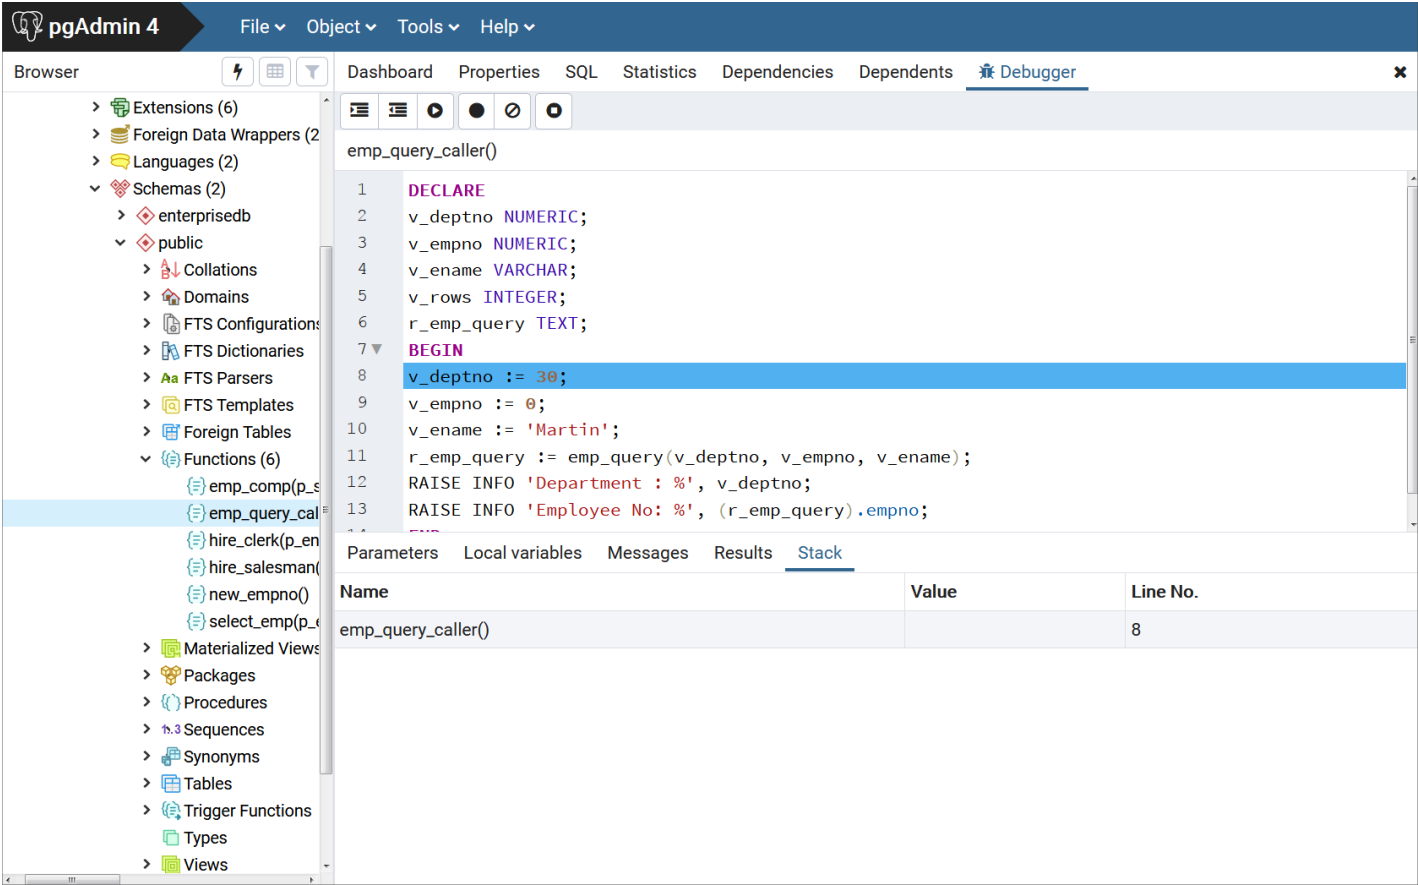 pgAdmin 4
File Object Tools Help
Browser
Dashboard Properties SQL Statistics Dependencies Dependents Debugger
Extensions (6)
Foreign Data Wrappers (2
Languages (2)
Schemas (2)
enterprisedb
public
Collations
Domains
FTS Configurations
FTS Dictionaries
Aa FTS Parsers
FTS Templates
Foreign Tables
Functions (6)
emp_comp(p_s
emp_query_cal
hire_clerk(p_en
hire_salesman(
new_empno()
select_emp(p_e
Materialized Views
Packages
Procedures
1..3 Sequences
Synonyms
Tables
Trigger Functions
Types
Views
emp_query_caller()
1 DECLARE
2 v_deptno NUMERIC;
3 v_empno NUMERIC;
4 v_ename VARCHAR;
5 v_rows INTEGER;
6 r_emp_query TEXT;
7 BEGIN
8 v_deptno := 30;
9 v_empno := 0;
10 v_ename := 'Martin';
11 r_emp_query := emp_query(v_deptno, v_empno, v_ename);
12 RAISE INFO 'Department : %', v_deptno;
13 RAISE INFO 'Employee No: %', (r_emp_query).empno;
Parameters Local variables Messages Results Stack
Name Value Line No.
emp_query_caller() 8